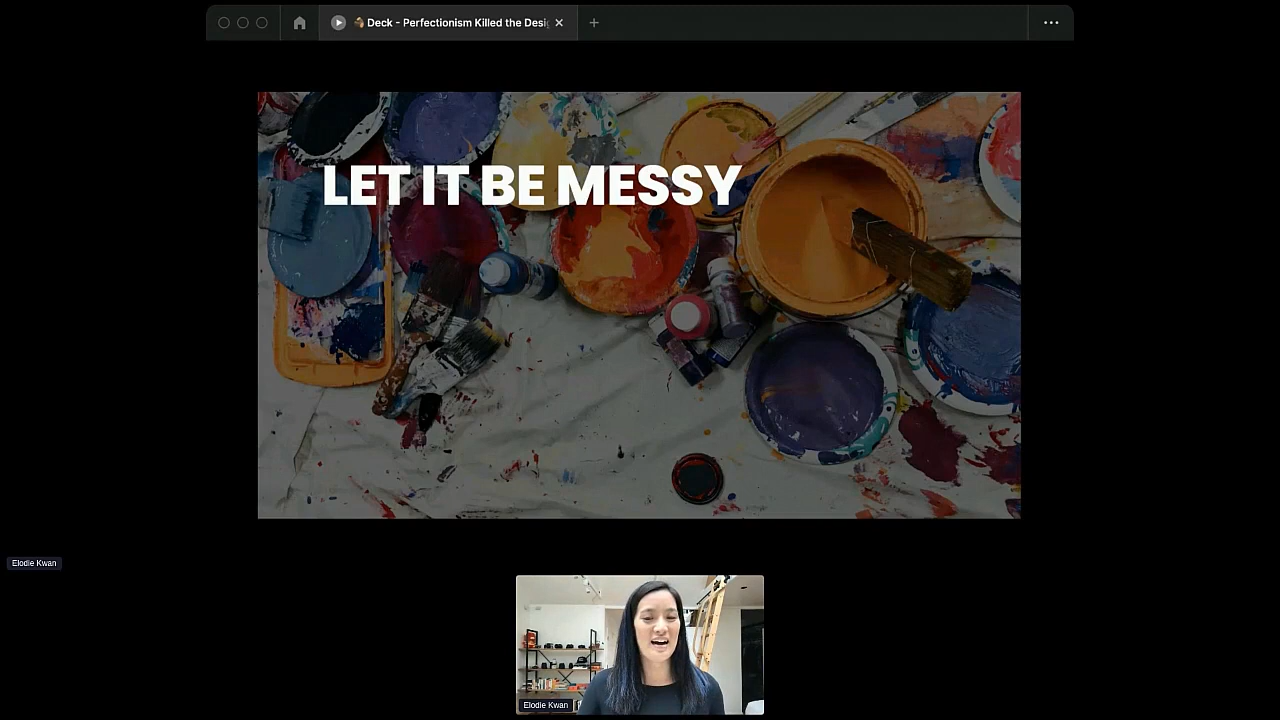 Deck - Perfectionism Killed the Desi
LET IT BE MESSY
Elodie Kwan
Elodie Kwan